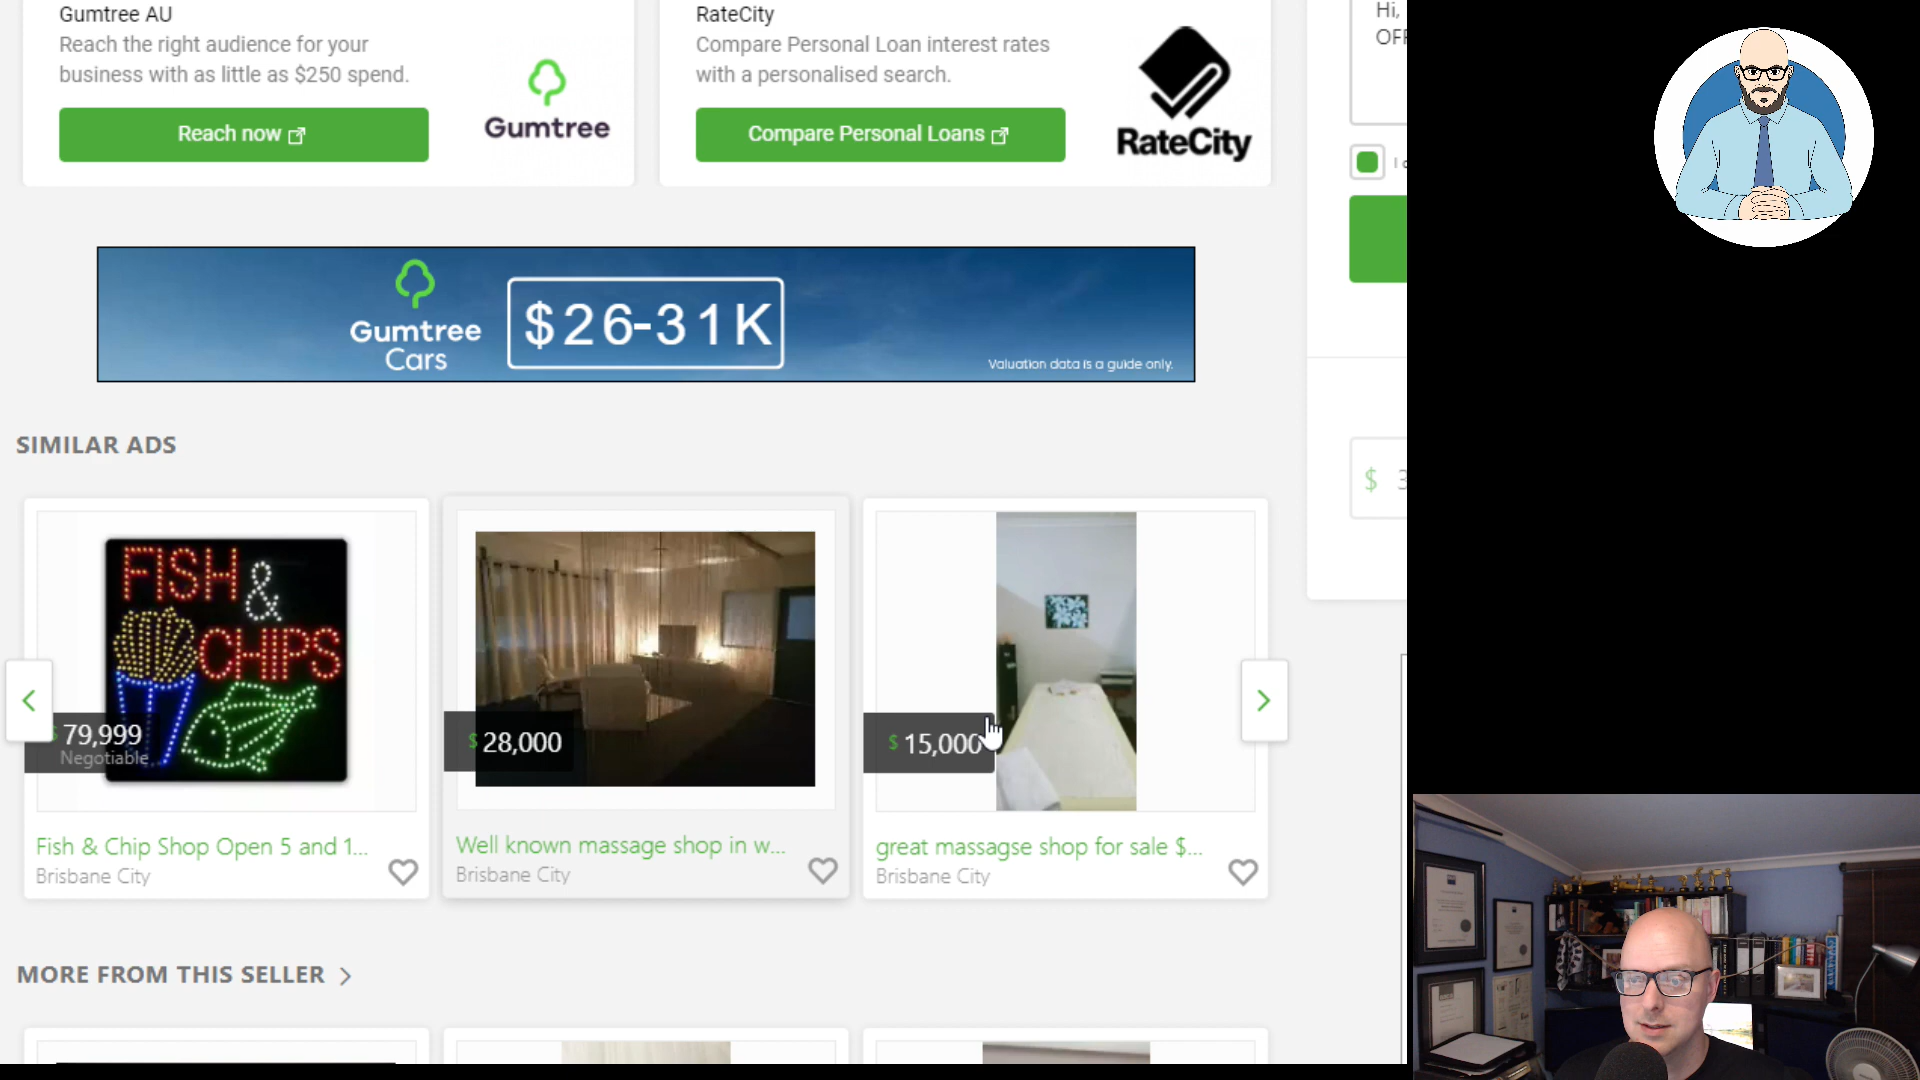 Gumtree AU
Reach the right audience for your
business with as little as $250 spend.
Reach now
Gumtree
RateCity
Compare Personal Loan interest rates
with a personalised search.
Compare Personal Loans
RateCity
Hi,
$26-31K
Gumtree
Cars
Valuation data is a guide only.
SIMILAR ADS
FISH
&
CHIPS
$79,999
Negotiable
$28,000
$15,000
Fish & Chip Shop Open 5 and 1...
Brisbane City
Well known massage shop in w...
Brisbane City
great massagse shop for sale $...
Brisbane City
MORE FROM THIS SELLER